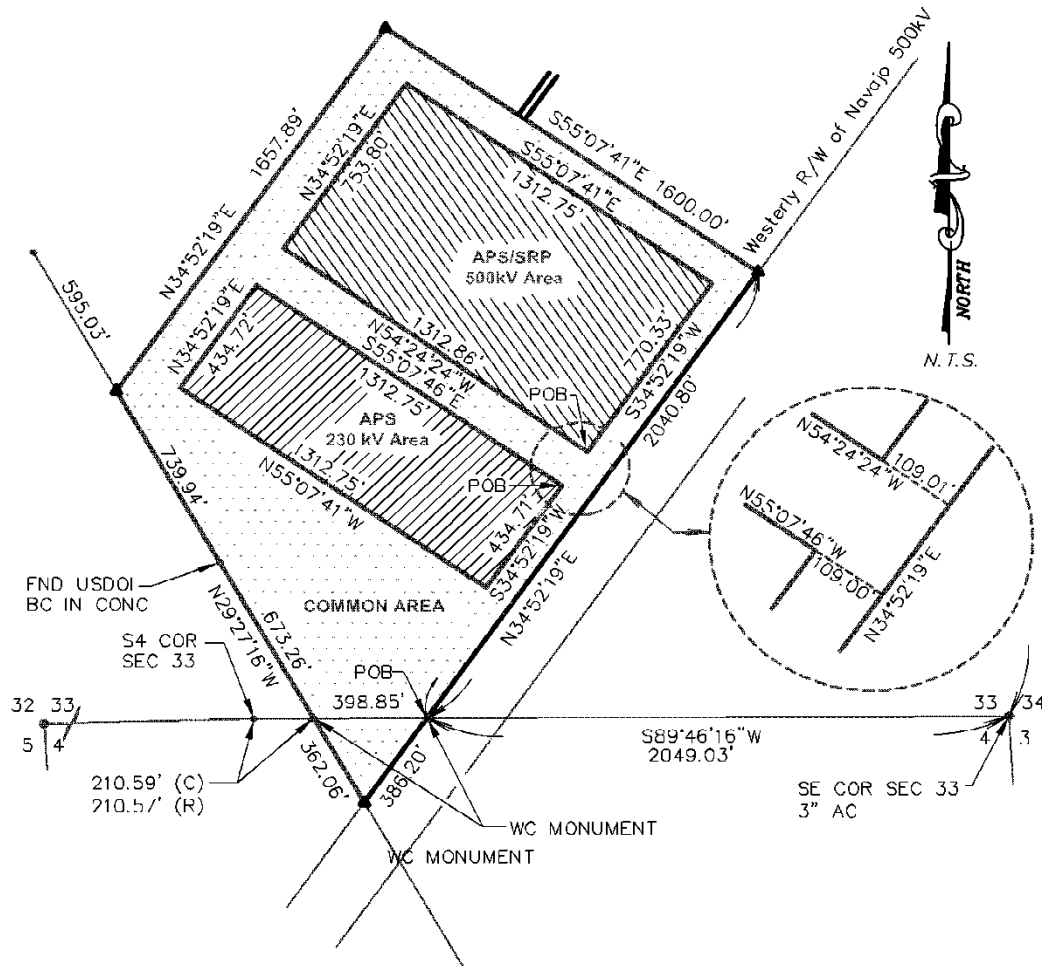 Westerly R/W of Navajo 500kV
S55°07'41"E 1600.00'
1657.89'
N34°52'19"E
N34°52'19"E
753.80'
S55°07'41"E
1312.75'
APS/SRP
500kV Area
NORTH
N.T.S.
595.03'
1312.86'
N54°24'24"W
770.33'
S34°52'19"W
2040.80'
POB
N34°52'19"E
434.72'
S55°07'46"E
1312.75'
APS
230 kV Area
1312.75'
N55°07'41"W
POB
434.71'
S34°52'19"W
N34°52'19"E
N54°24'24"W
109.01'
N55°07'46"W
109.00'
N34°52'19"E
739.94'
FND USDOI
BC IN CONC
N29°27'16"W
673.26'
COMMON AREA
S4 COR
SEC 33
POB
398.85'
32 33
5 4
33 34
4 3
S89°46'16"W
2049.03'
210.59' (C)
210.57' (R)
362.06'
386.20'
SE COR SEC 33
3" AC
WC MONUMENT
WC MONUMENT